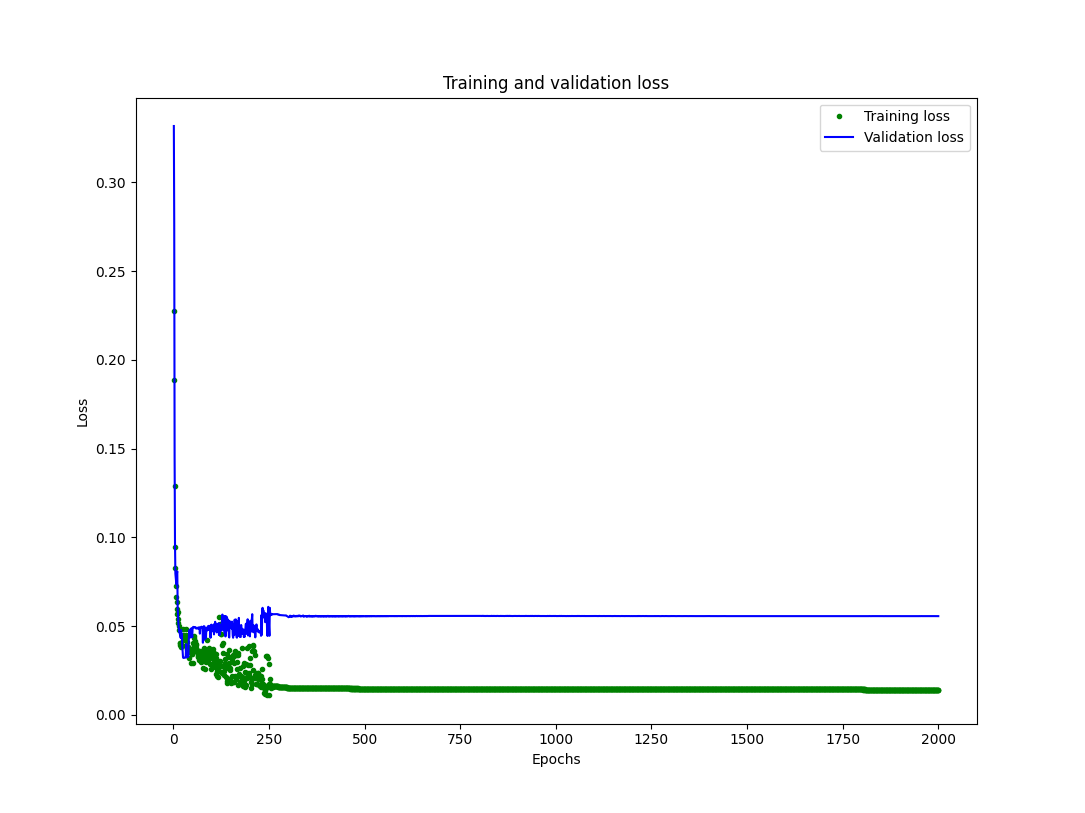 Training and validation loss
Training loss
Validation loss
0.30
0.25
0.20
0.15
0.10
0.05
0.00
Loss
0 250 500 750 1000 1250 1500 1750 2000
Epochs